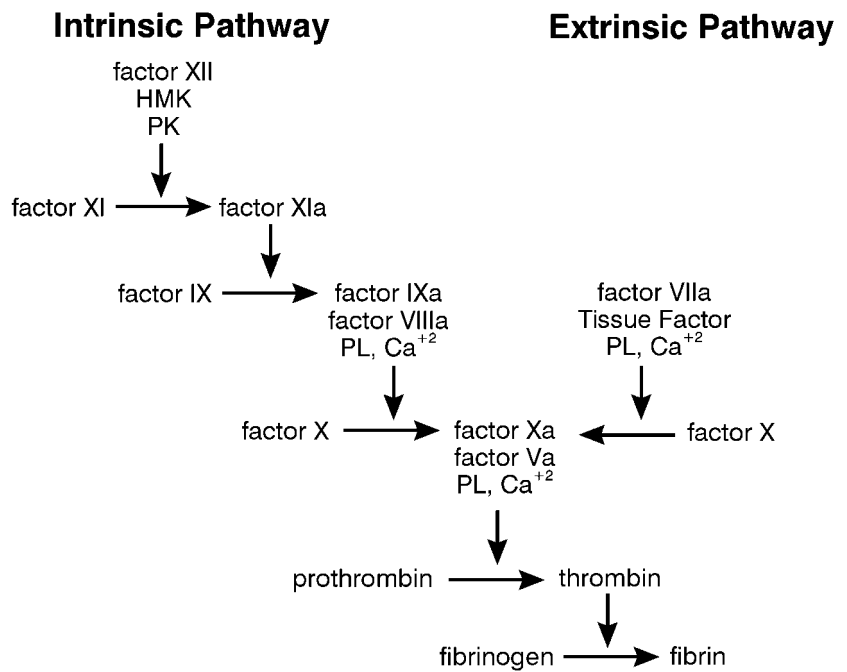 Intrinsic Pathway
Extrinsic Pathway
factor XII
HMK
PK
factor XI
factor XIa
factor IX
factor IXa
factor VIIIa
PL, Ca+2
factor VIIa
Tissue Factor
PL, Ca+2
factor X
factor Xa
factor Va
PL, Ca+2
factor X
prothrombin
thrombin
fibrinogen
fibrin